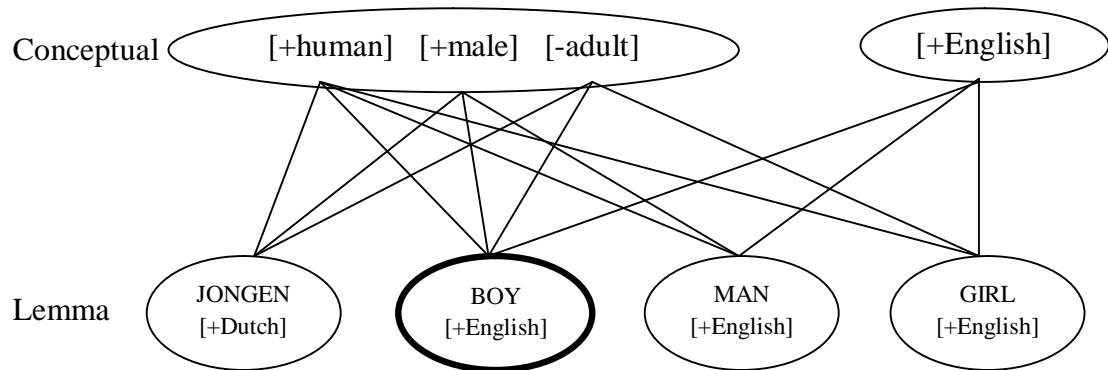 Conceptual [+human] [+male] [-adult] [+English]
Lemma
JONGEN
[+Dutch]
BOY
[+English]
MAN
[+English]
GIRL
[+English]